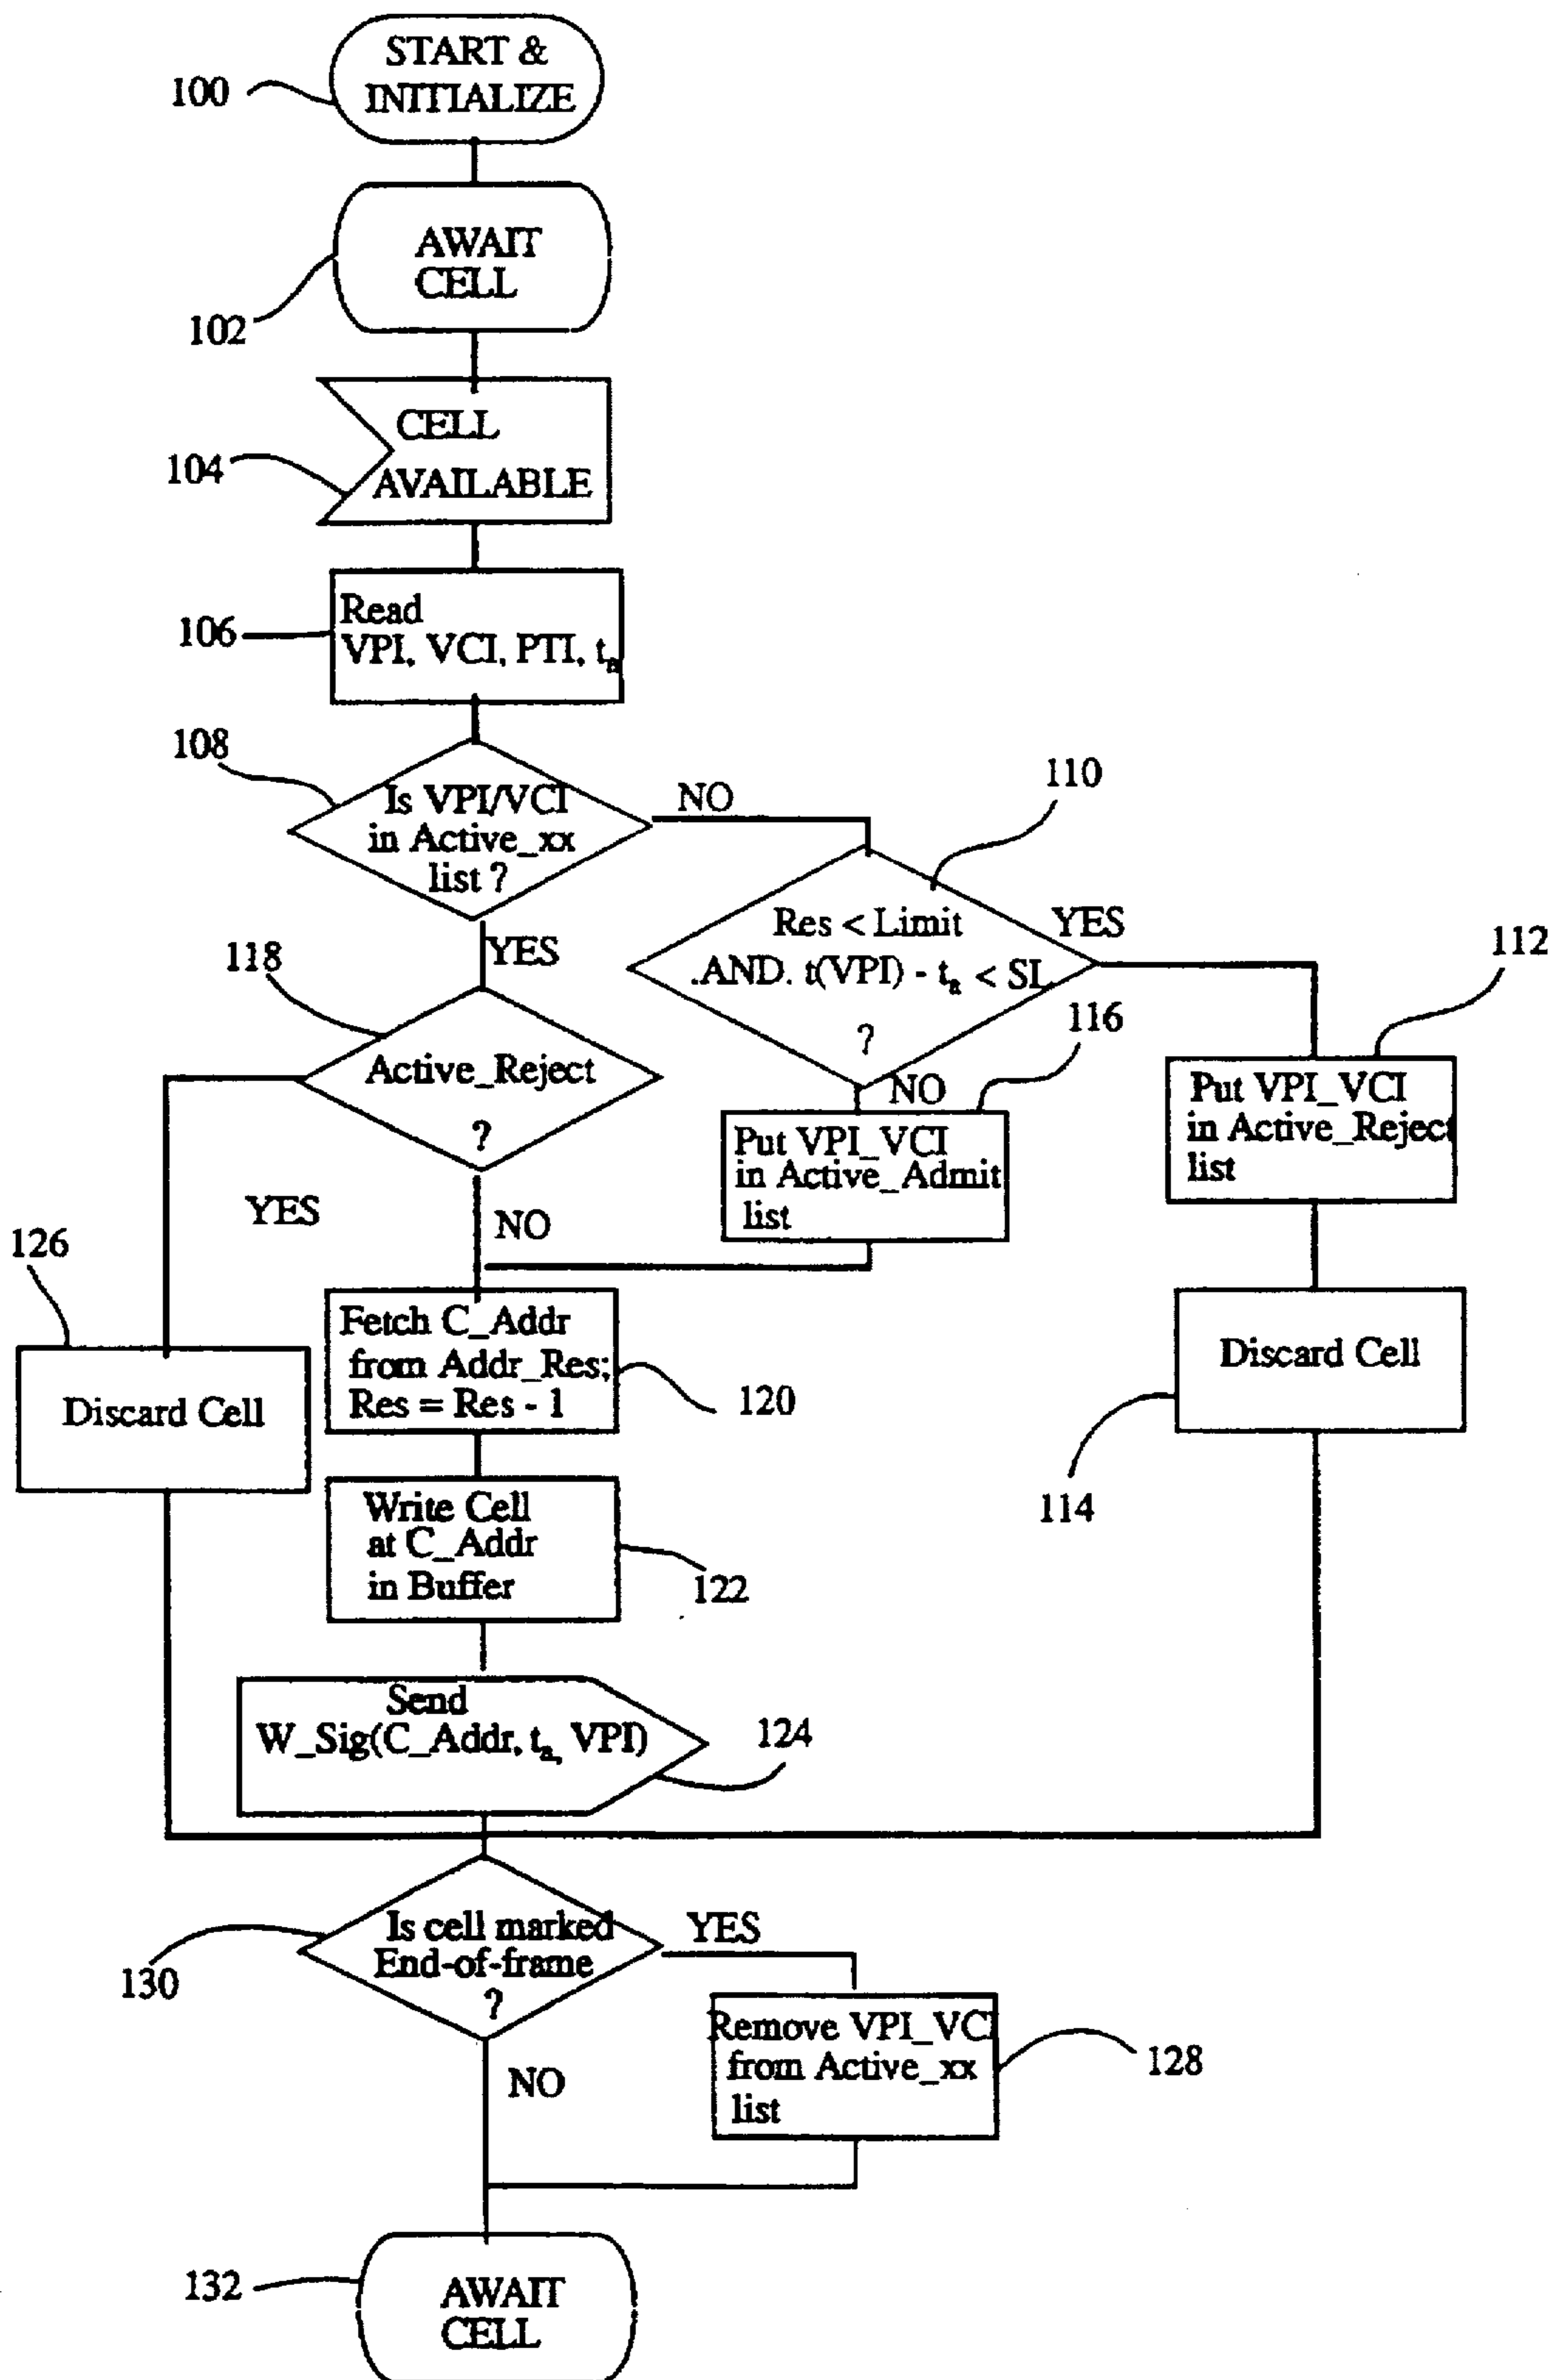 START &
INITIALIZE
100
AWAIT
CELL
102
CELL
AVAILABLE
104
Read
VPI, VCI, PTI, ta
106
108
Is VPI/VCI
in Active_xx
list ?
NO
110
Res < Limit
.AND. t(VPI) - ta < SL
?
YES
112
YES
118
Active_Reject
?
116
NO
Put VPI_VCI
in Active_Admit
list
Put VPI_VCI
in Active_Reject
list
YES
NO
126
Discard Cell
Fetch C_Addr
from Addr_Res;
Res = Res - 1
120
Discard Cell
114
Write Cell
at C_Addr
in Buffer
122
Send
W_Sig(C_Addr, ta, VPI)
124
Is cell marked
End-of-frame
?
130
YES
Remove VPI_VCI
from Active_xx
list
128
NO
132
AWAIT
CELL